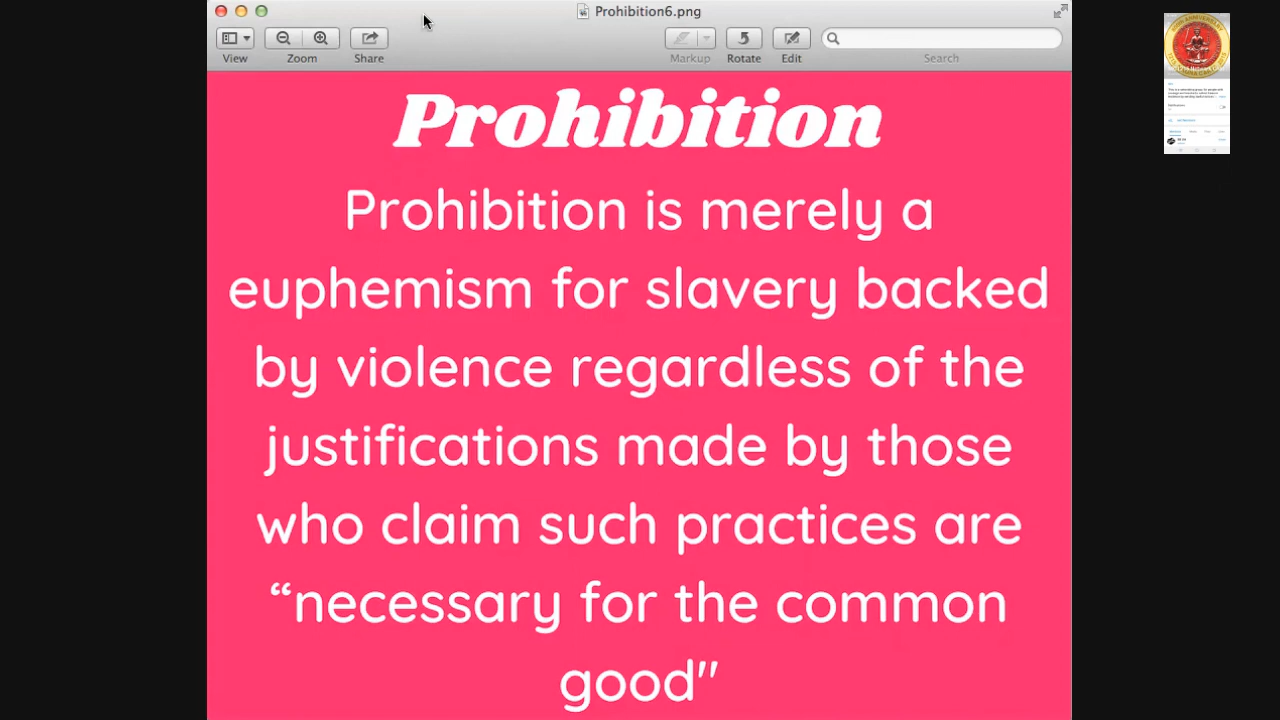 Prohibition6.png
View
Zoom
Share
Markup
Rotate
Edit
Search
Prohibition
Prohibition is merely a
euphemism for slavery backed
by violence regardless of the
justifications made by those
who claim such practices are
“necessary for the common
good"